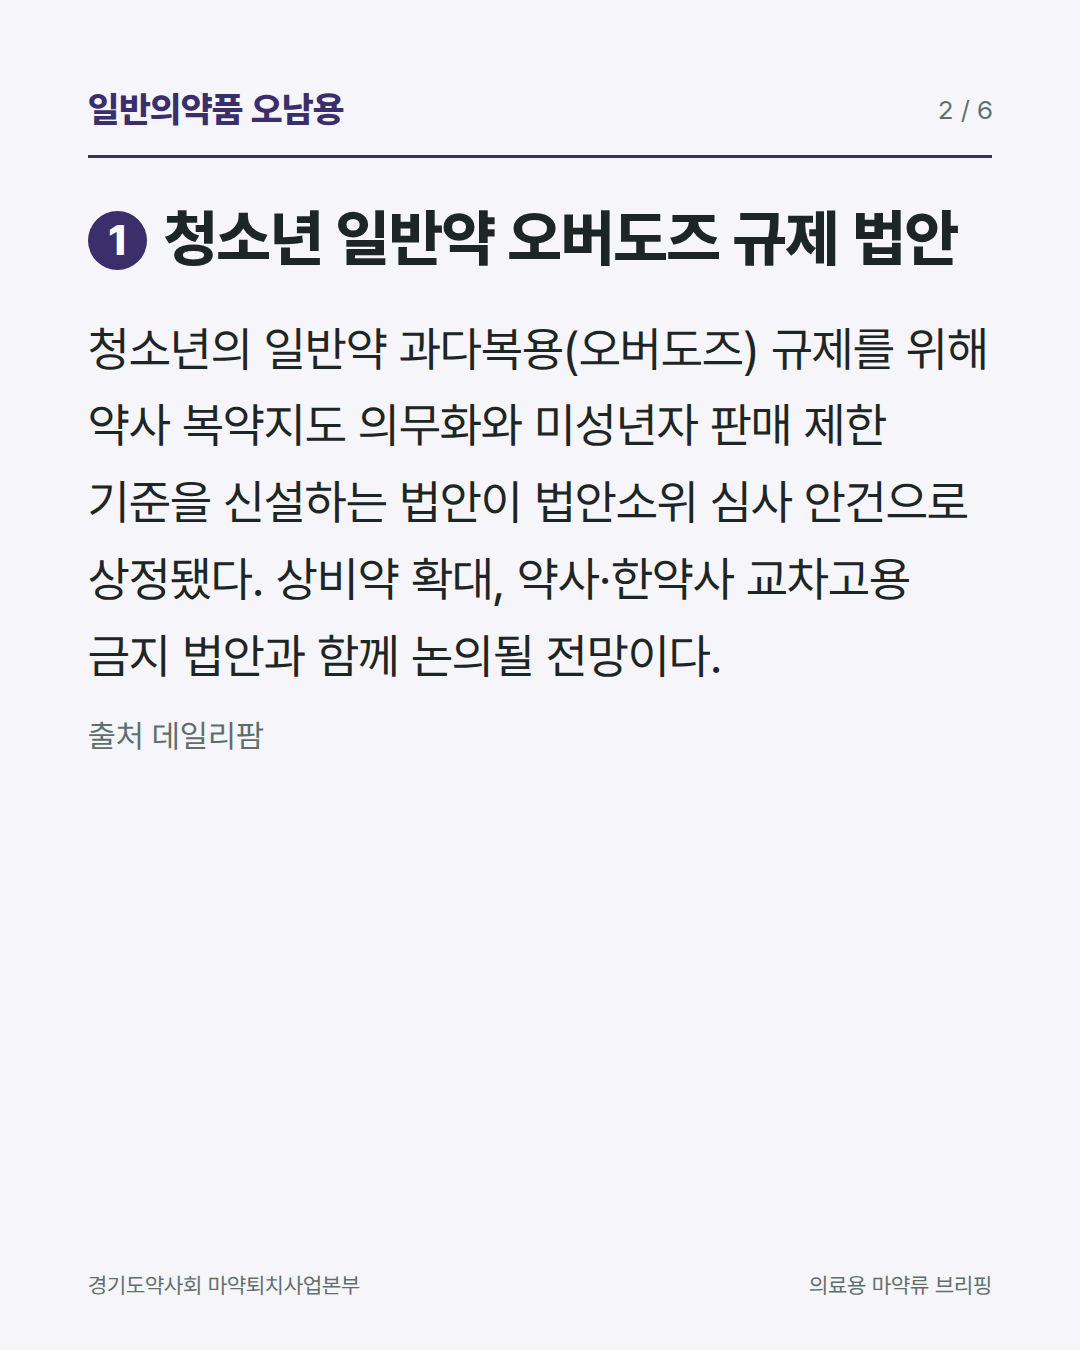 일반의약품 오남용
2 / 6
1 청소년 일반약 오버도즈 규제 법안
청소년의 일반약 과다복용(오버도즈) 규제를 위해
약사 복약지도 의무화와 미성년자 판매 제한
기준을 신설하는 법안이 법안소위 심사 안건으로
상정됐다. 상비약 확대, 약사·한약사 교차고용
금지 법안과 함께 논의될 전망이다.
출처 데일리팜
경기도약사회 마약퇴치사업본부
의료용 마약류 브리핑